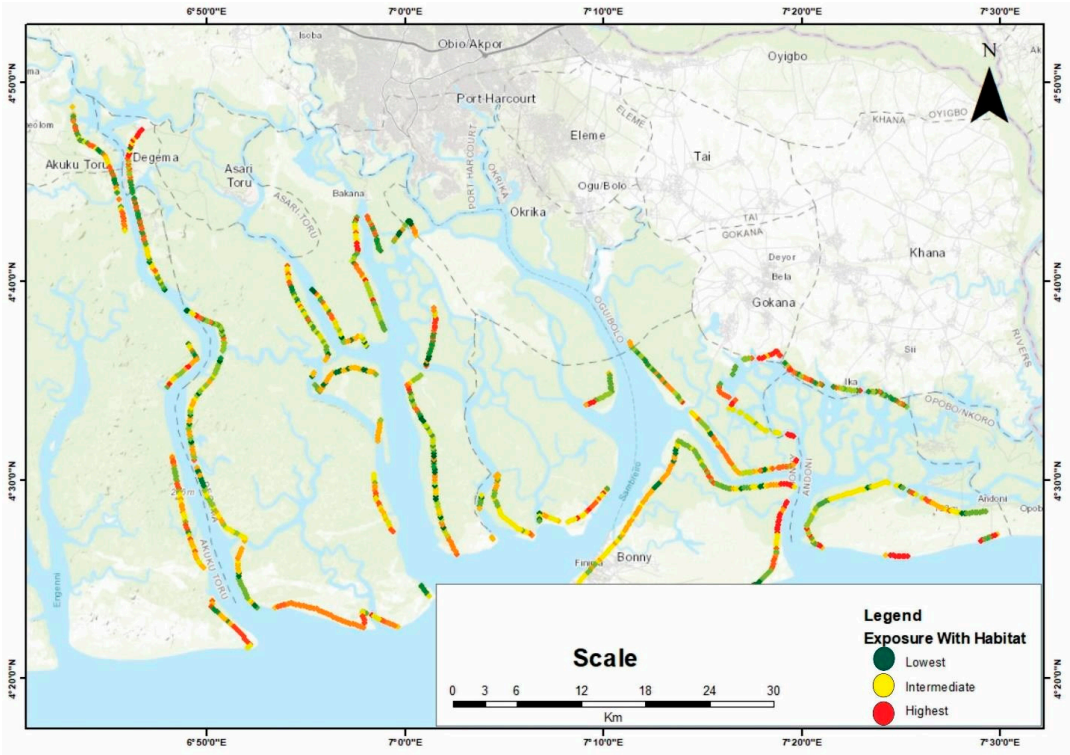 6°50'0"E 7°0'0"E 7°10'0"E 7°20'0"E 7°30'0"E
Isoba
Obio/Akpor
Oyigbo
N
4°50'0"N
4°50'0"N
Port Harcourt
ELEME
KHANA
OYIGBO
Eleme
Akuku Toru
Degema
Tai
Asari
Toru
PORT HARCOURT
OKRIKA
Bakana
Ogu/Bolo
ASARI-TORU
Okrika
TAI
GOKANA
Khana
Deyor
Bela
4°40'0"N
4°40'0"N
Gokana
OGU/BOLO
Sii
RIVERS
Ika
OPOBO/NKORO
4°30'0"N
4°30'0"N
ANDONI
Andoni
Opob
AKUKU TORU
Bonny
Engenni
Legend
Exposure With Habitat
Scale
Lowest
Intermediate
Highest
0 3 6 12 18 24 30
Km
4°20'0"N
4°20'0"N
6°50'0"E 7°0'0"E 7°10'0"E 7°20'0"E 7°30'0"E